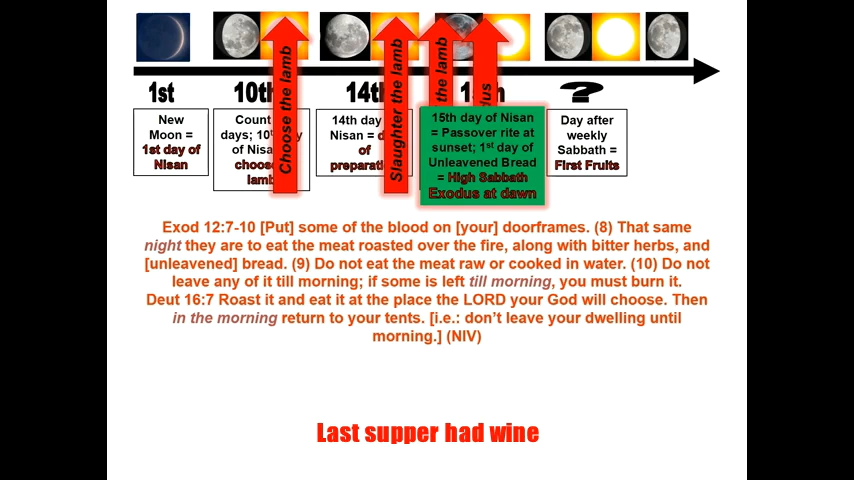 1st
10th
14th
?
New
Moon =
1st day of
Nisan
Count
days; 10
of Nisa
choos
lamb
Choose the lamb
14th day
Nisan =
of
preparati
Slaughter the lamb
the lamb
dus
15th day of Nisan
= Passover rite at
sunset; 1st day of
Unleavened Bread
= High Sabbath
Exodus at dawn
Day after
weekly
Sabbath =
First Fruits
Exod 12:7-10 [Put] some of the blood on [your] doorframes. (8) That same
night they are to eat the meat roasted over the fire, along with bitter herbs, and
[unleavened] bread. (9) Do not eat the meat raw or cooked in water. (10) Do not
leave any of it till morning; if some is left till morning, you must burn it.
Deut 16:7 Roast it and eat it at the place the LORD your God will choose. Then
in the morning return to your tents. [i.e.: don't leave your dwelling until
morning.] (NIV)
Last supper had wine